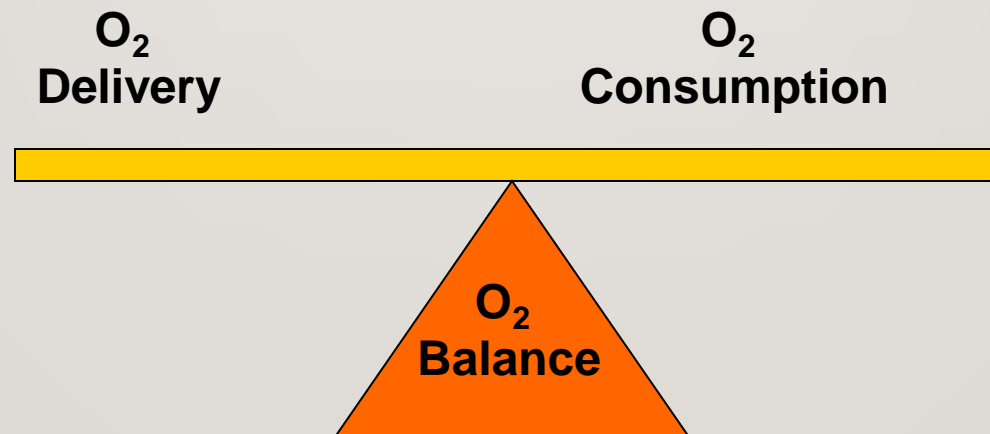 O₂
Delivery
O₂
Consumption
O₂
Balance